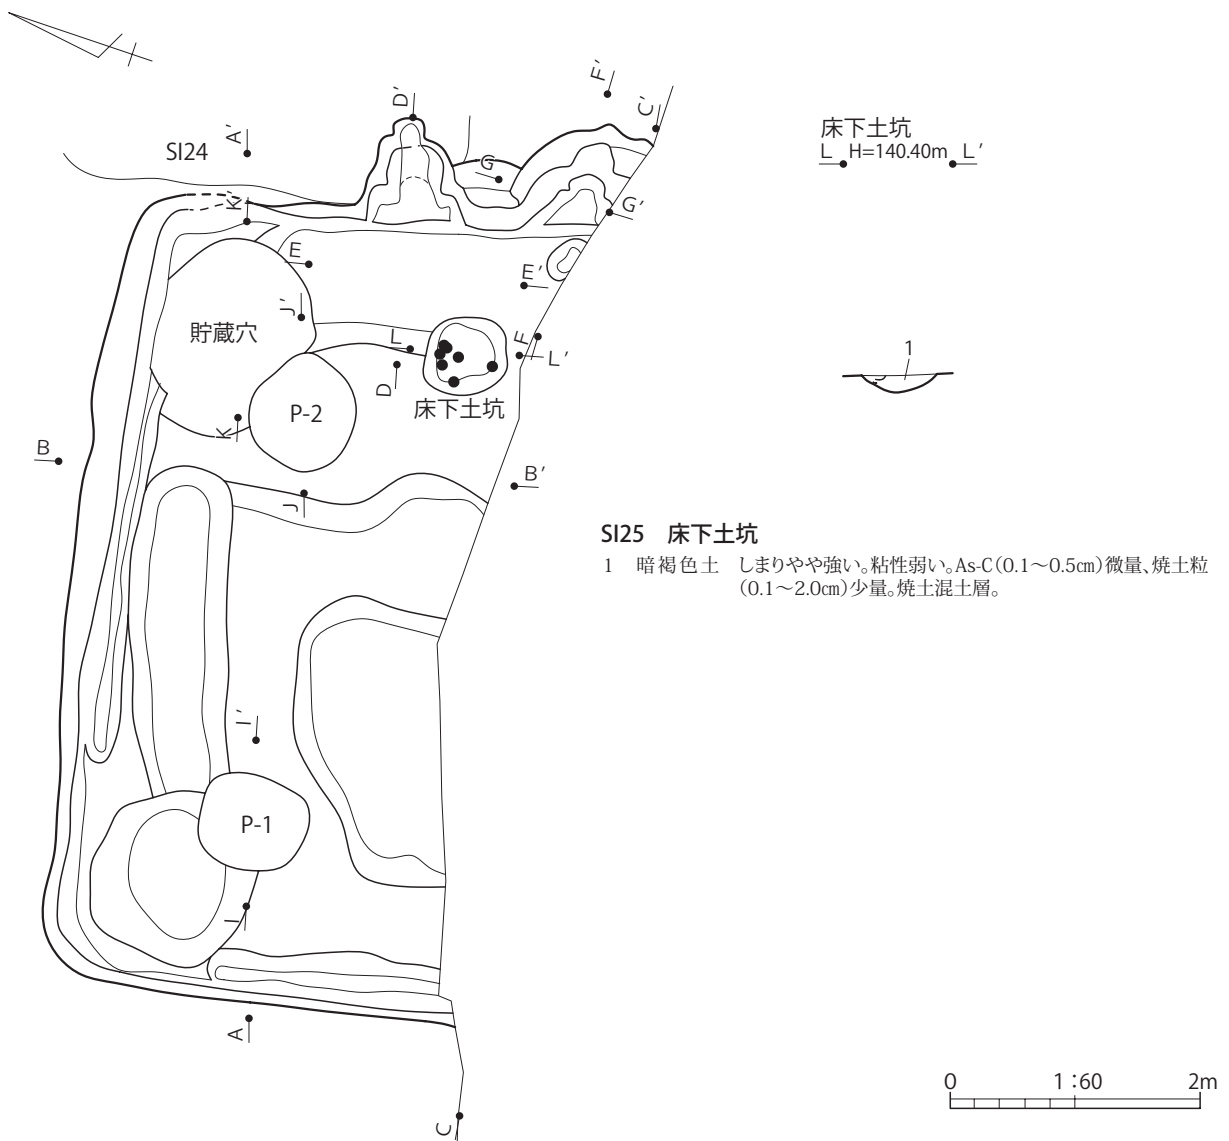 F′
C′
D′
A′
SI24
G
床下土坑
L H=140.40m L′
K′
G′
E
E′
J′
貯蔵穴
L
F
L′
1
D
P-2
床下土坑
K
B
B′
J
SI25 床下土坑
1 暗褐色土 しまりやや強い。粘性弱い。As-C(0.1～0.5㎝)微量、焼土粒
(0.1～2.0㎝)少量。焼土混土層。
I′
P-1
I
A
C
0 1:60 2m